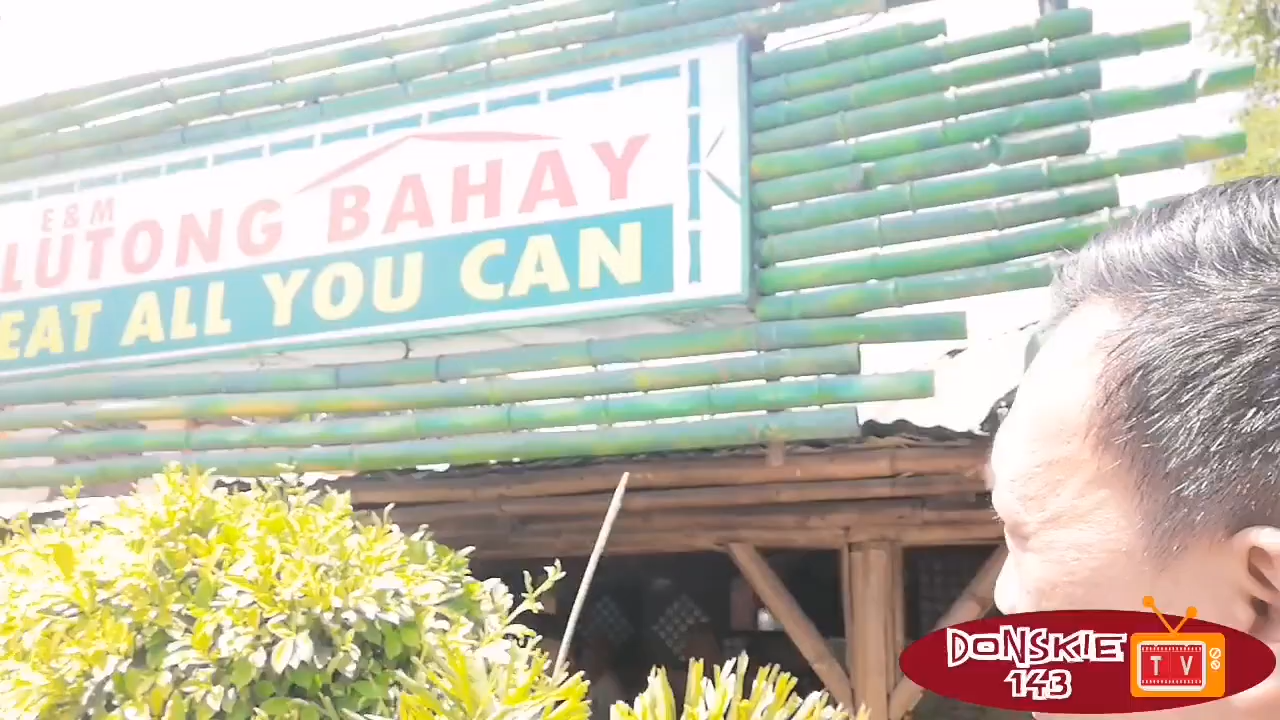 E&M
LUTONG BAHAY
EAT ALL YOU CAN
DONSKIE
143
TV